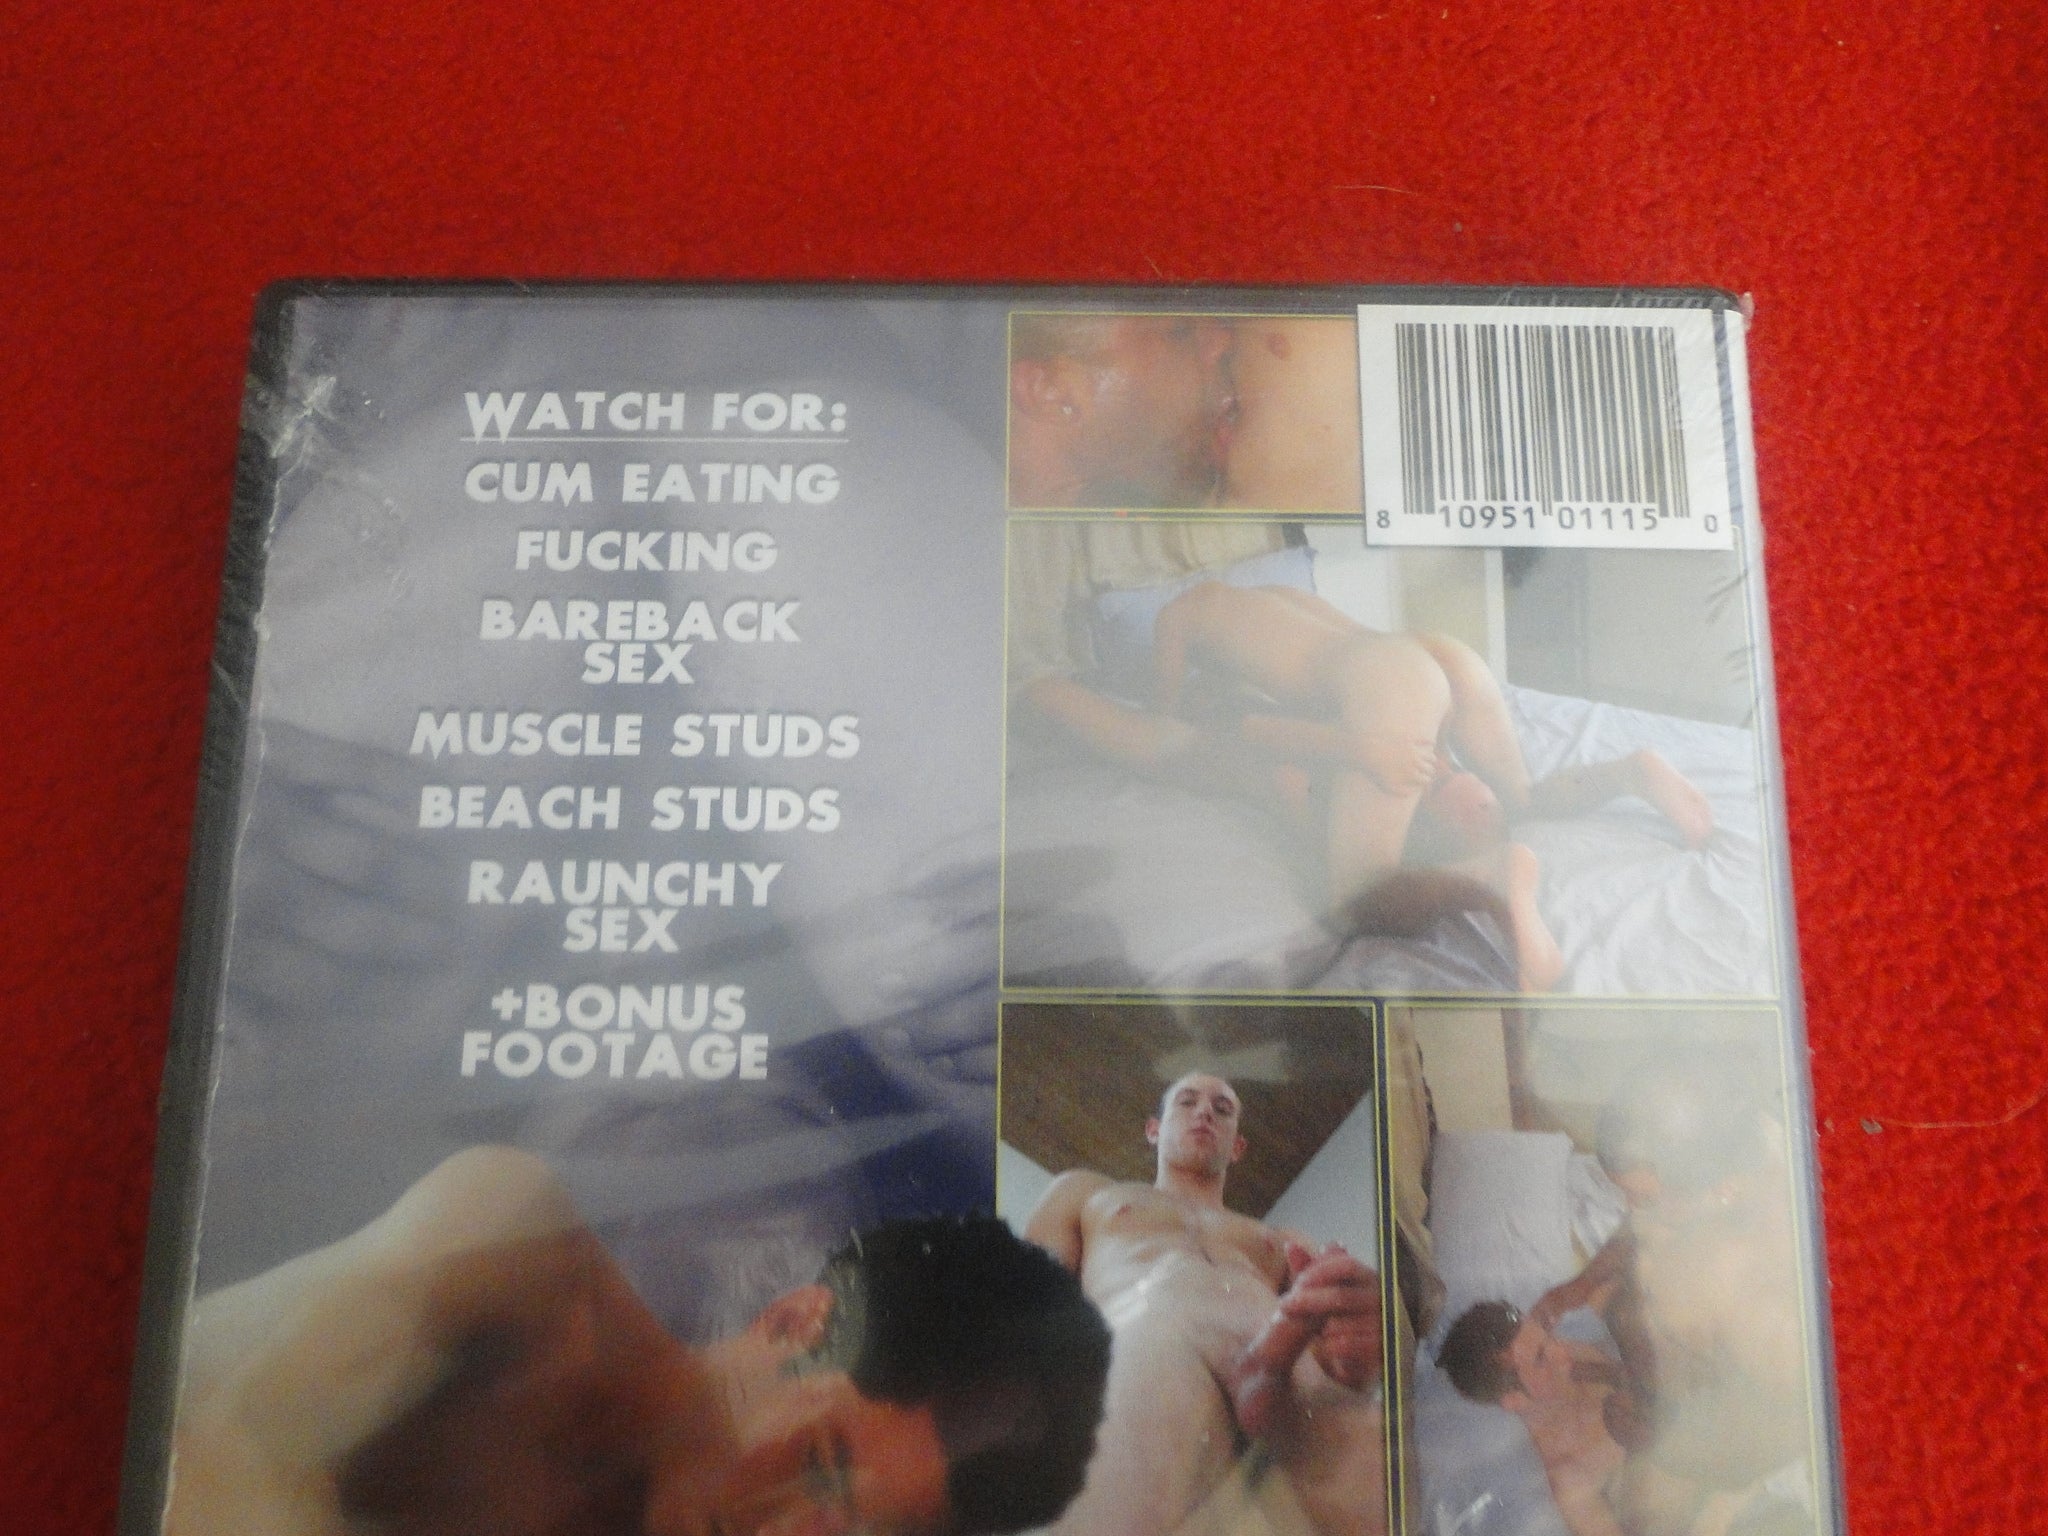 WATCH FOR:
CUM EATING
FUCKING
BAREBACK
SEX
MUSCLE STUDS
BEACH STUDS
RAUNCHY
SEX
+BONUS
FOOTAGE
8 10951 01115 0